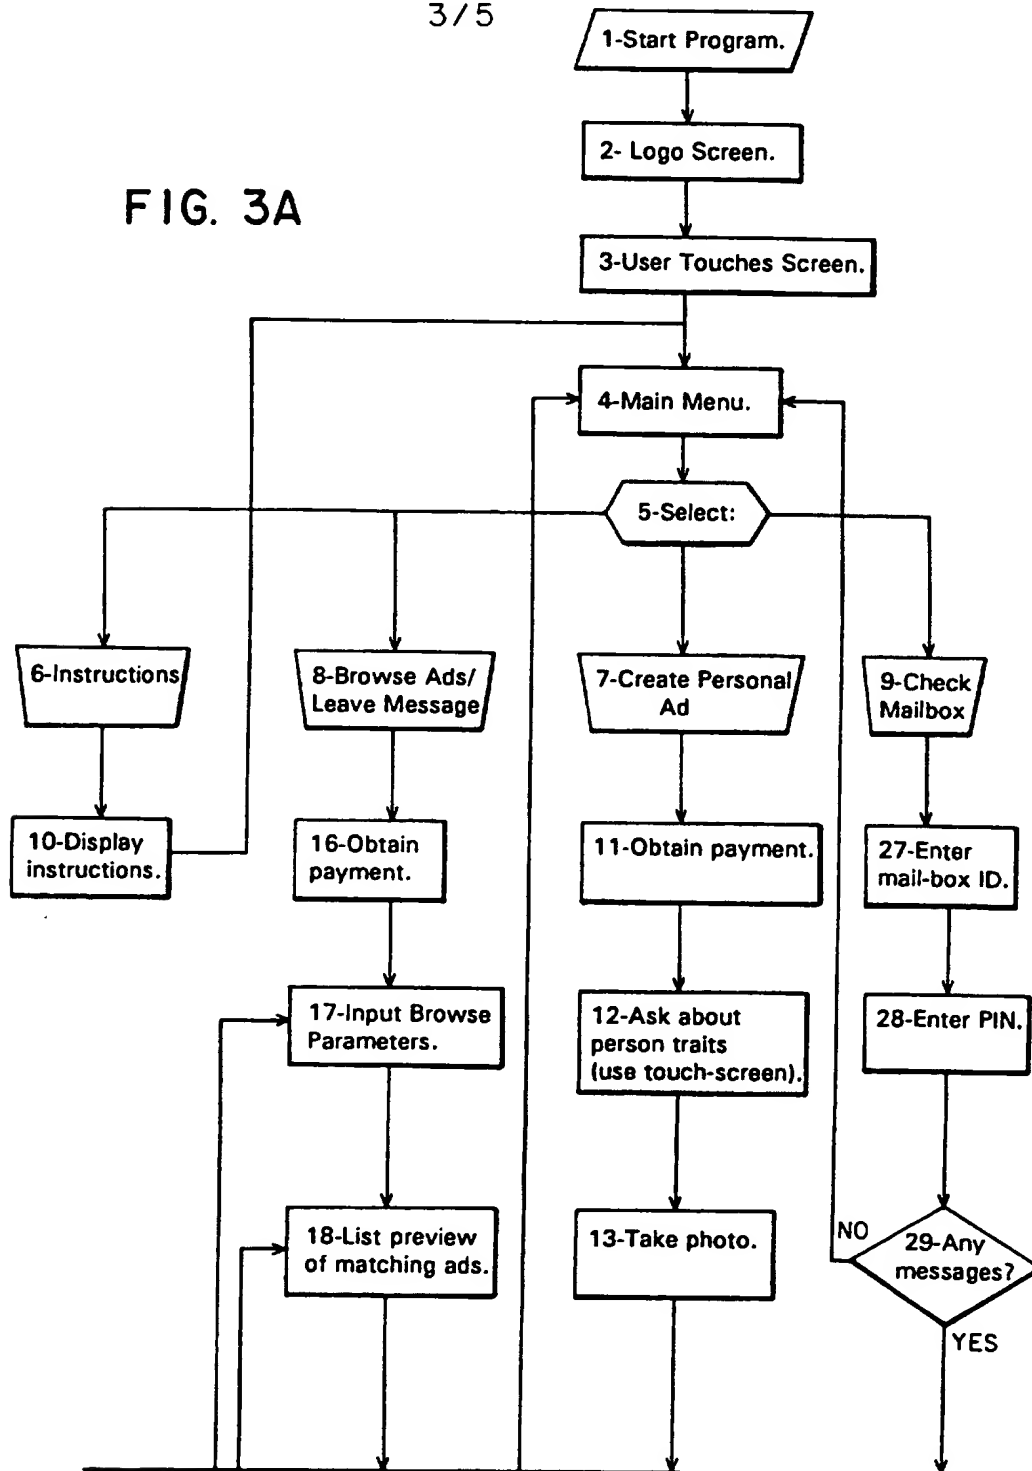 3/5
1-Start Program.
2- Logo Screen.
FIG. 3A
3-User Touches Screen.
4-Main Menu.
5-Select:
6-Instructions
8-Browse Ads/
Leave Message
7-Create Personal
Ad
9-Check
Mailbox
10-Display
instructions.
16-Obtain
payment.
11-Obtain payment.
27-Enter
mail-box ID.
17-Input Browse
Parameters.
12-Ask about
person traits
(use touch-screen).
28-Enter PIN.
18-List preview
of matching ads.
13-Take photo.
NO
29-Any
messages?
YES